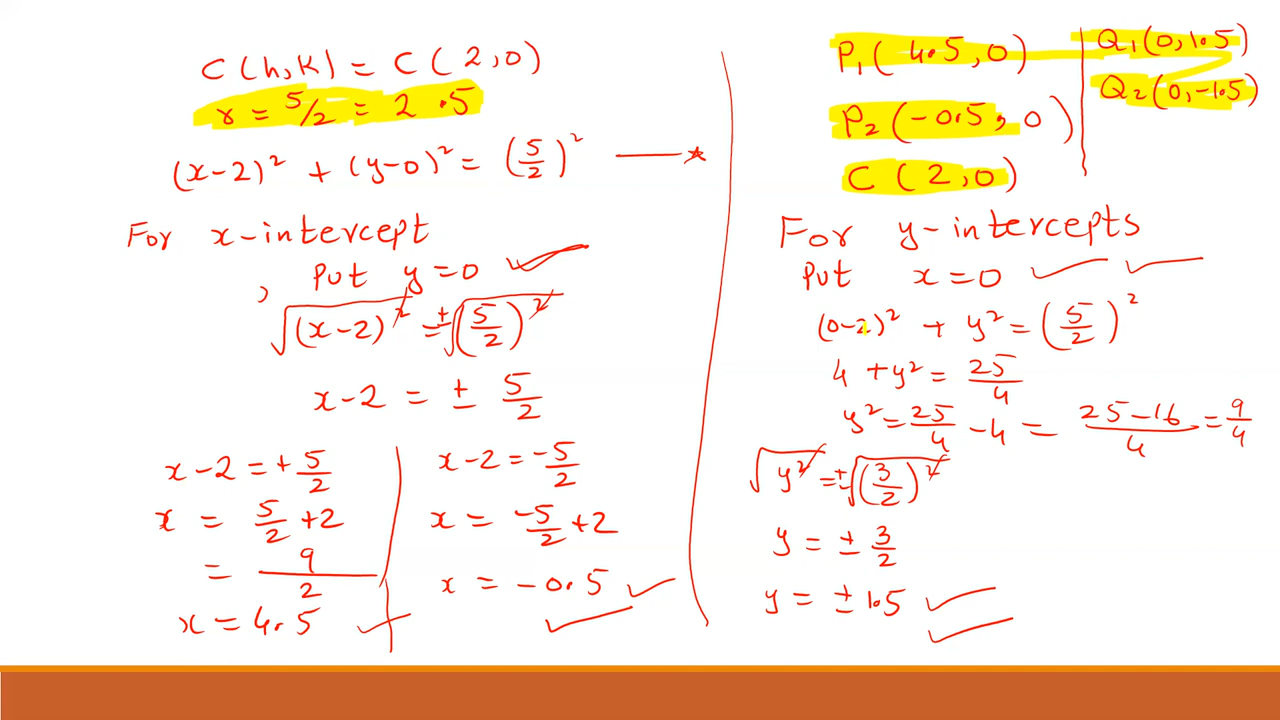 C(h,k) = C(2,0)
r = 5/2 = 2.5
(x-2)² + (y-0)² = (5/2)²
For x-intercept
, Put y=0
√(x-2)² = ±√(5/2)²
x-2 = ± 5/2
x-2 = +5/2
x = 5/2 +2
= 9/2
x = 4.5
x-2 = -5/2
x = -5/2 +2
x = -0.5
P₁(4.5,0)
P₂(-0.5,0)
C(2,0)
Q₁(0,1.5)
Q₂(0,-1.5)
For y-intercepts
Put x=0
(0-2)² + y² = (5/2)²
4 + y² = 25/4
y² = 25/4 - 4 = 25-16/4 = 9/4
√y² = ±√(3/2)²
y = ± 3/2
y = ± 1.5